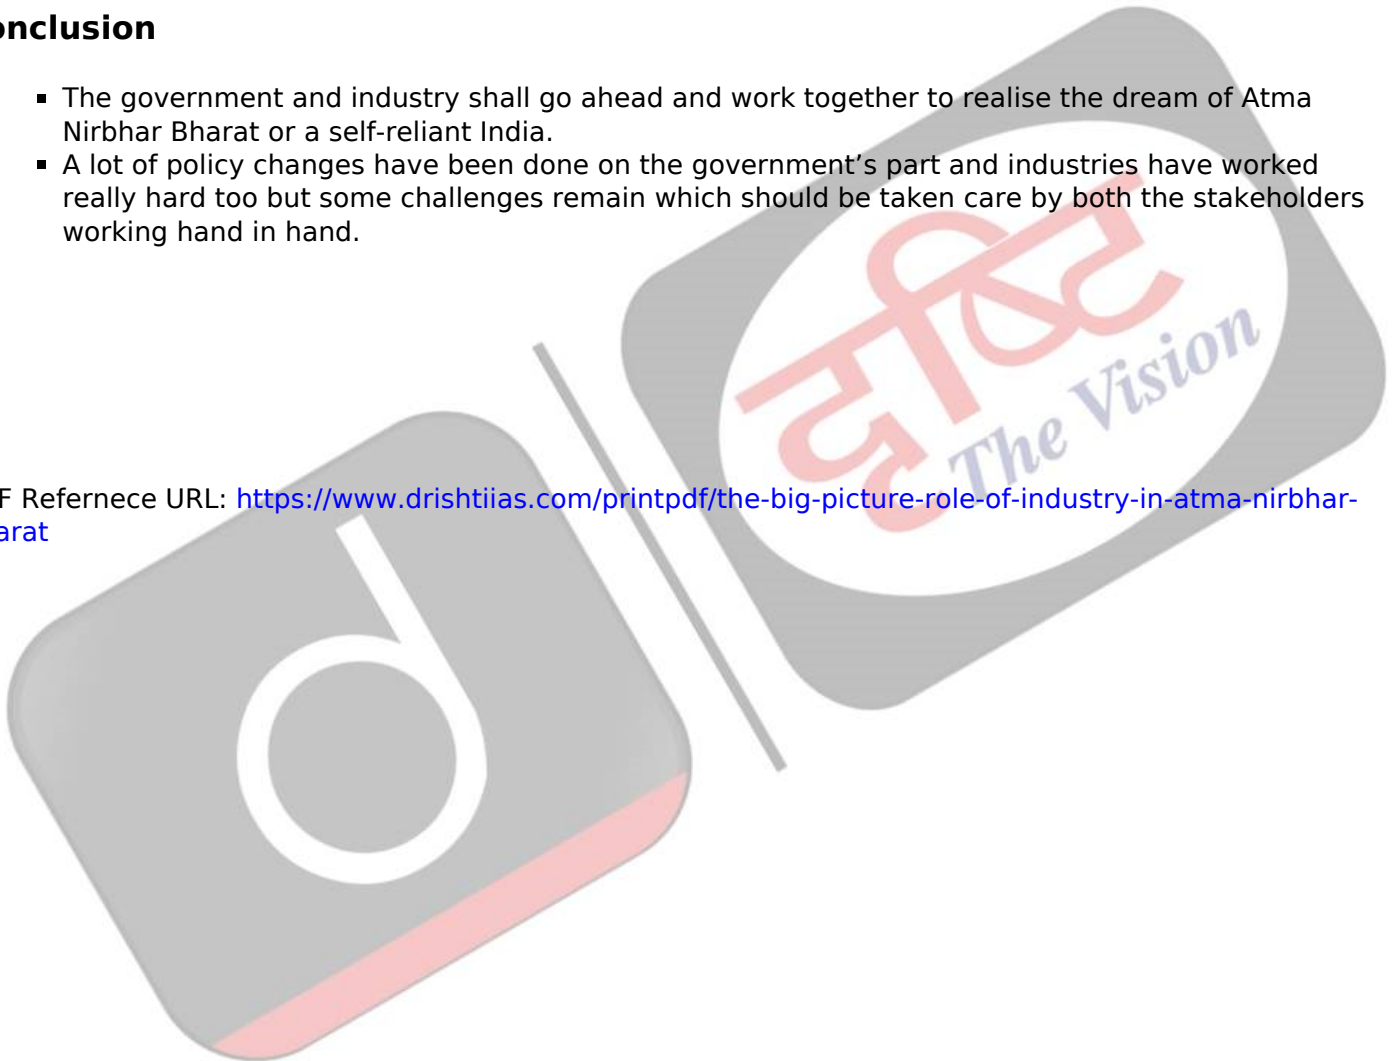 onclusion
▪ The government and industry shall go ahead and work together to realise the dream of Atma
Nirbhar Bharat or a self-reliant India.
▪ A lot of policy changes have been done on the government’s part and industries have worked
really hard too but some challenges remain which should be taken care by both the stakeholders
working hand in hand.
दृष्टि
The Vision
F Refernece URL: https://www.drishtiias.com/printpdf/the-big-picture-role-of-industry-in-atma-nirbhar-
arat
d